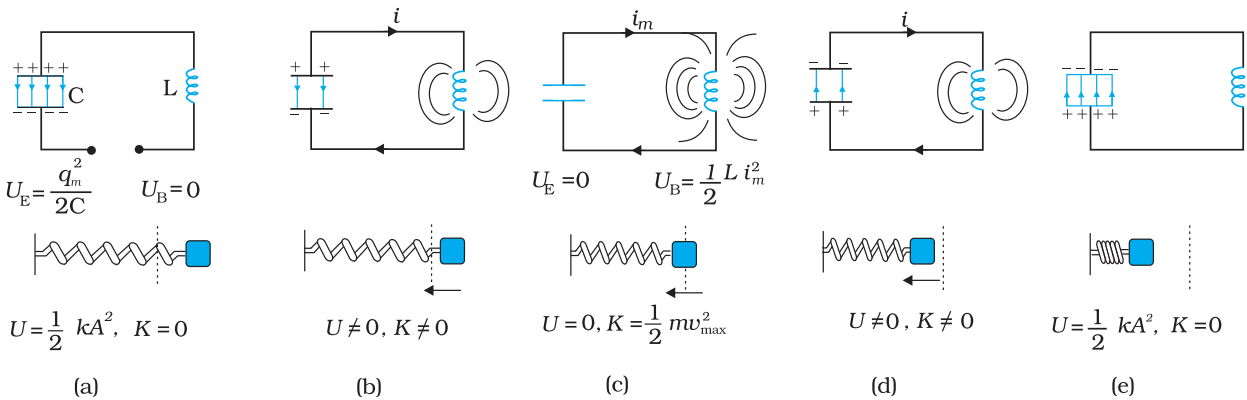 i
i_m
i
+ + + +
C
L
− − − −
+ +
− −
− −
+ +
− − − −
+ + + +
U_E = q_m^2 / 2C
U_B = 0
U_E = 0
U_B = 1/2 L i_m^2
U = 1/2 kA^2, K = 0
U ≠ 0, K ≠ 0
U = 0, K = 1/2 mv_max^2
U ≠ 0, K ≠ 0
U = 1/2 kA^2, K = 0
(a)
(b)
(c)
(d)
(e)